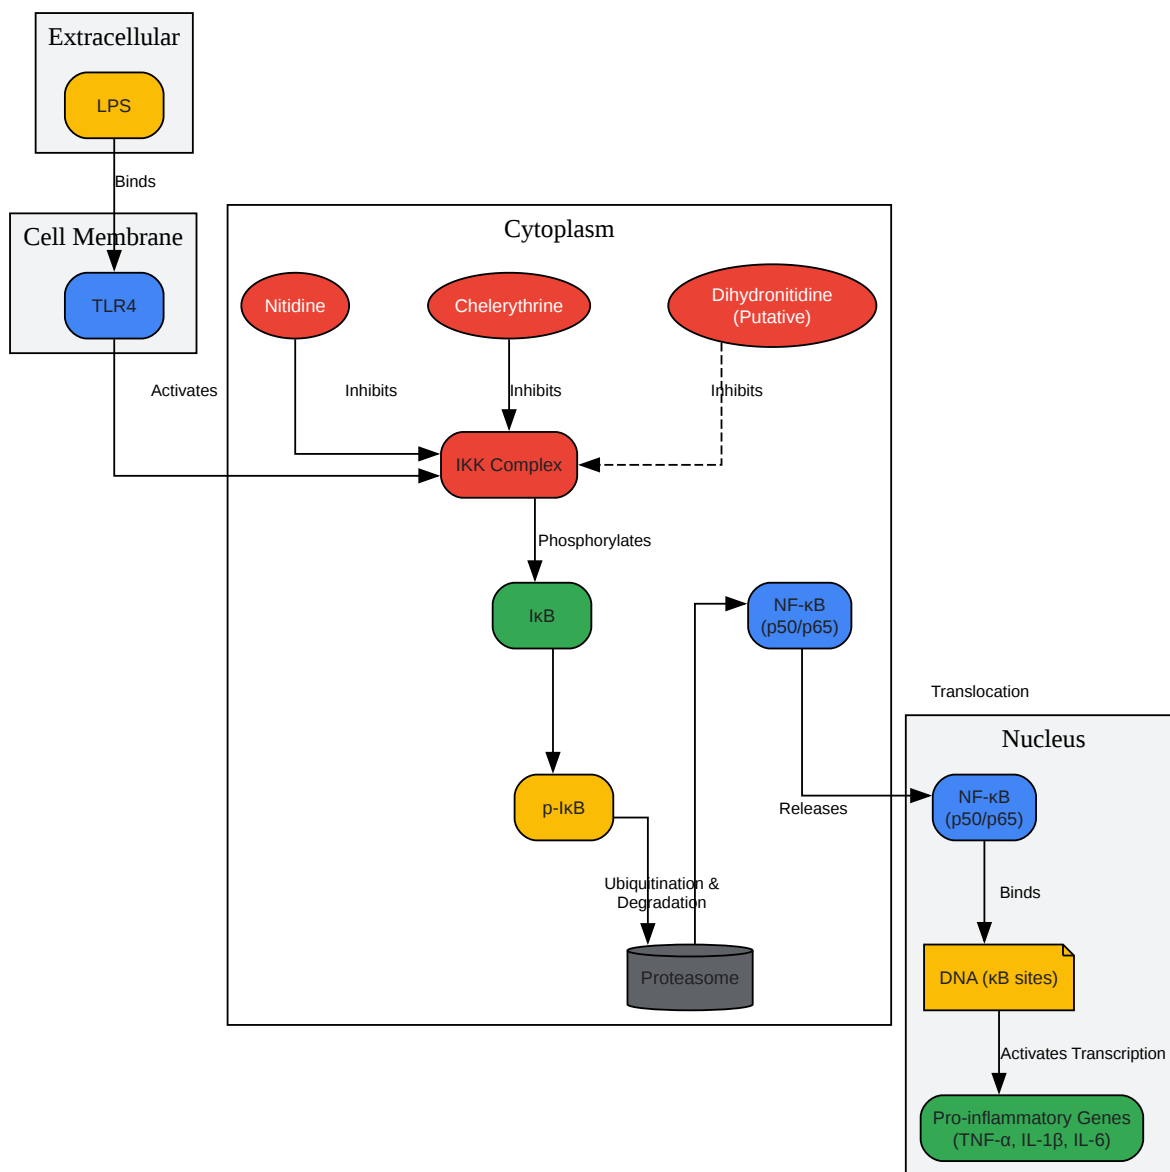 Extracellular
LPS
Binds
Cell Membrane
TLR4
Activates
Cytoplasm
Nitidine
Chelerythrine
Dihydronitidine
(Putative)
Inhibits
Inhibits
Inhibits
IKK Complex
Phosphorylates
IκB
NF-κB
(p50/p65)
p-IκB
Releases
Ubiquitination &
Degradation
Proteasome
Translocation
Nucleus
NF-κB
(p50/p65)
Binds
DNA (κB sites)
Activates Transcription
Pro-inflammatory Genes
(TNF-α, IL-1β, IL-6)